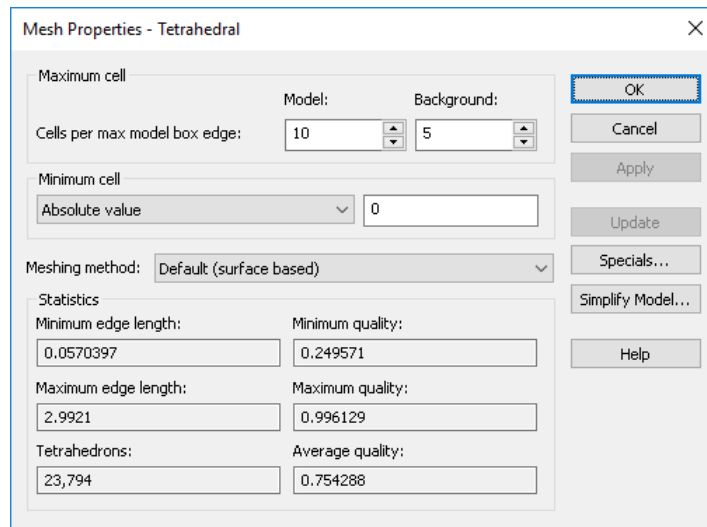 Mesh Properties - Tetrahedral
Maximum cell
Model: Background:
Cells per max model box edge: 10 5
Minimum cell
Absolute value 0
Meshing method: Default (surface based)
Statistics
Minimum edge length: Minimum quality:
0.0570397 0.249571
Maximum edge length: Maximum quality:
2.9921 0.996129
Tetrahedrons: Average quality:
23,794 0.754288
OK
Cancel
Apply
Update
Specials...
Simplify Model...
Help